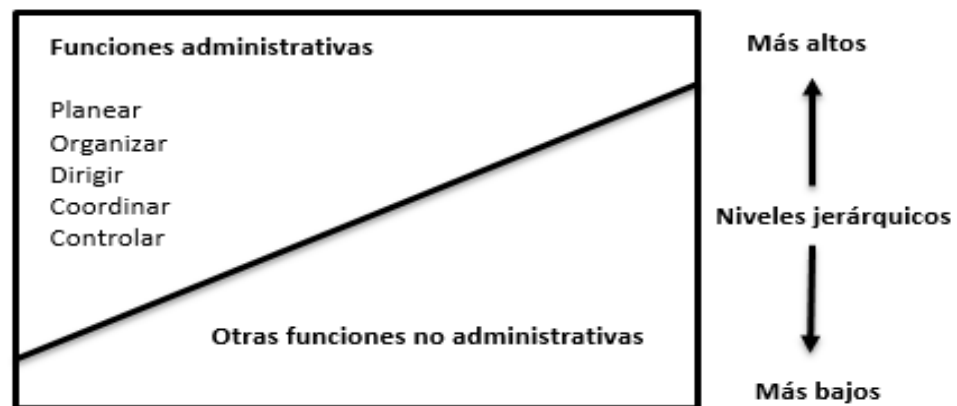 Funciones administrativas
Planear
Organizar
Dirigir
Coordinar
Controlar
Otras funciones no administrativas
Más altos
Niveles jerárquicos
Más bajos